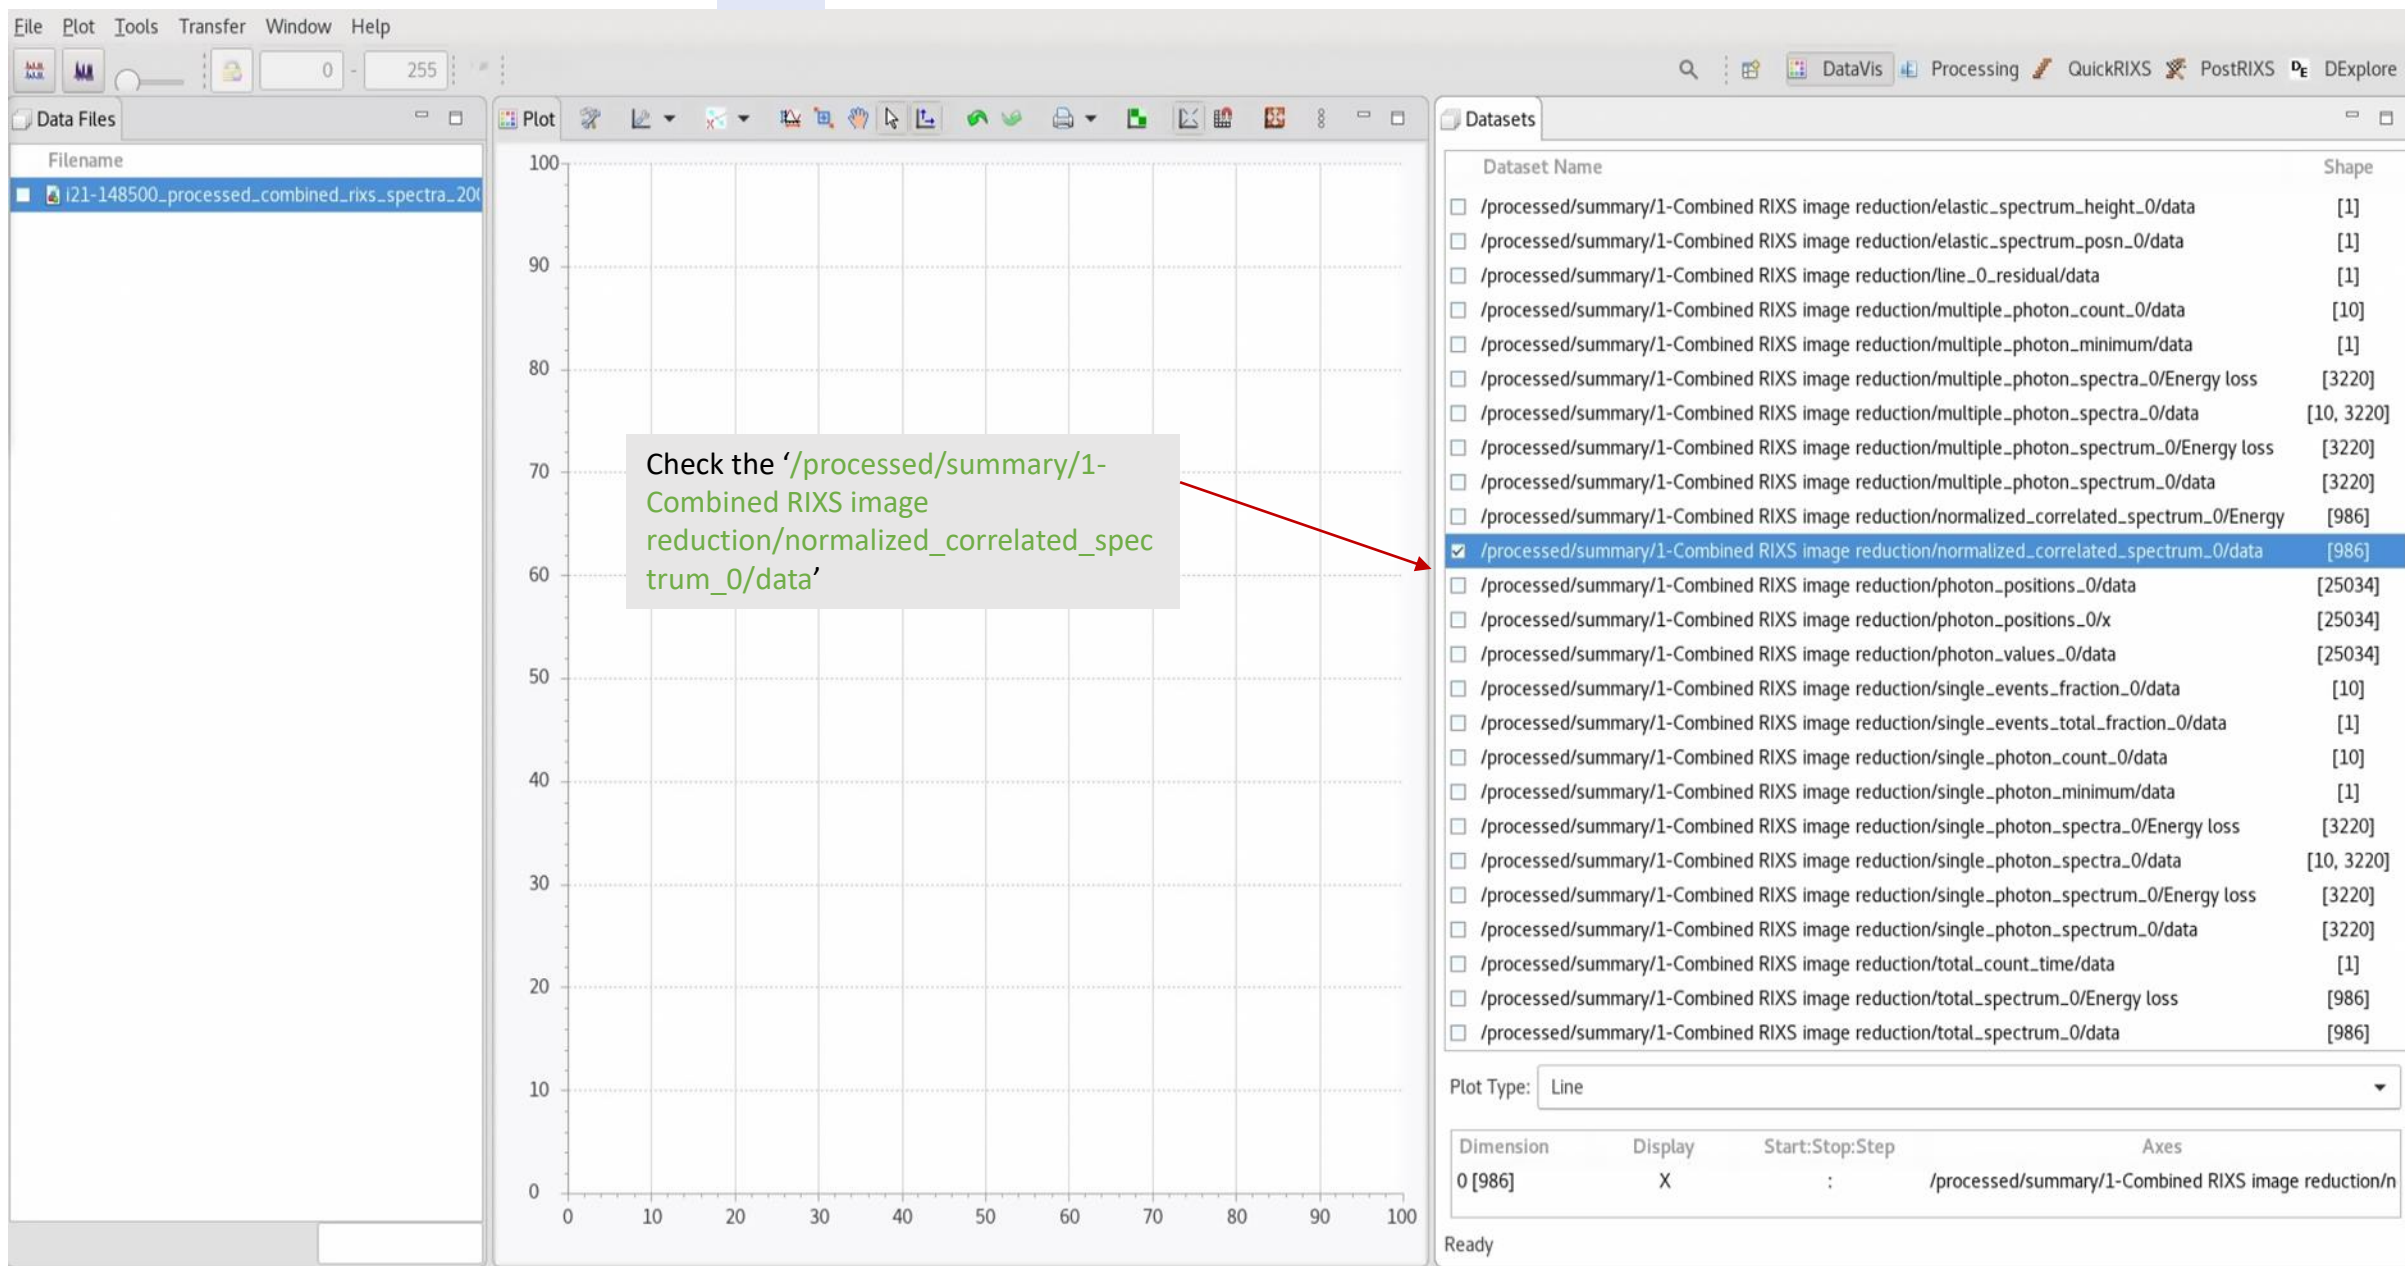 File Plot Tools Transfer Window Help
0 - 255
DataVis Processing QuickRIXS PostRIXS DE DExplore
Data Files
Filename
i21-148500_processed_combined_rixs_spectra_200
Plot
100
90
80
70
60
50
40
30
20
10
0
0 10 20 30 40 50 60 70 80 90 100
Check the ‘/processed/summary/1-
Combined RIXS image
reduction/normalized_correlated_spec
trum_0/data’
Datasets
Dataset Name Shape
/processed/summary/1-Combined RIXS image reduction/elastic_spectrum_height_0/data [1]
/processed/summary/1-Combined RIXS image reduction/elastic_spectrum_posn_0/data [1]
/processed/summary/1-Combined RIXS image reduction/line_0_residual/data [1]
/processed/summary/1-Combined RIXS image reduction/multiple_photon_count_0/data [10]
/processed/summary/1-Combined RIXS image reduction/multiple_photon_minimum/data [1]
/processed/summary/1-Combined RIXS image reduction/multiple_photon_spectra_0/Energy loss [3220]
/processed/summary/1-Combined RIXS image reduction/multiple_photon_spectra_0/data [10, 3220]
/processed/summary/1-Combined RIXS image reduction/multiple_photon_spectrum_0/Energy loss [3220]
/processed/summary/1-Combined RIXS image reduction/multiple_photon_spectrum_0/data [3220]
/processed/summary/1-Combined RIXS image reduction/normalized_correlated_spectrum_0/Energy [986]
/processed/summary/1-Combined RIXS image reduction/normalized_correlated_spectrum_0/data [986]
/processed/summary/1-Combined RIXS image reduction/photon_positions_0/data [25034]
/processed/summary/1-Combined RIXS image reduction/photon_positions_0/x [25034]
/processed/summary/1-Combined RIXS image reduction/photon_values_0/data [25034]
/processed/summary/1-Combined RIXS image reduction/single_events_fraction_0/data [10]
/processed/summary/1-Combined RIXS image reduction/single_events_total_fraction_0/data [1]
/processed/summary/1-Combined RIXS image reduction/single_photon_count_0/data [10]
/processed/summary/1-Combined RIXS image reduction/single_photon_minimum/data [1]
/processed/summary/1-Combined RIXS image reduction/single_photon_spectra_0/Energy loss [3220]
/processed/summary/1-Combined RIXS image reduction/single_photon_spectra_0/data [10, 3220]
/processed/summary/1-Combined RIXS image reduction/single_photon_spectrum_0/Energy loss [3220]
/processed/summary/1-Combined RIXS image reduction/single_photon_spectrum_0/data [3220]
/processed/summary/1-Combined RIXS image reduction/total_count_time/data [1]
/processed/summary/1-Combined RIXS image reduction/total_spectrum_0/Energy loss [986]
/processed/summary/1-Combined RIXS image reduction/total_spectrum_0/data [986]
Plot Type: Line
Dimension Display Start:Stop:Step Axes
0 [986] X : /processed/summary/1-Combined RIXS image reduction/n
Ready